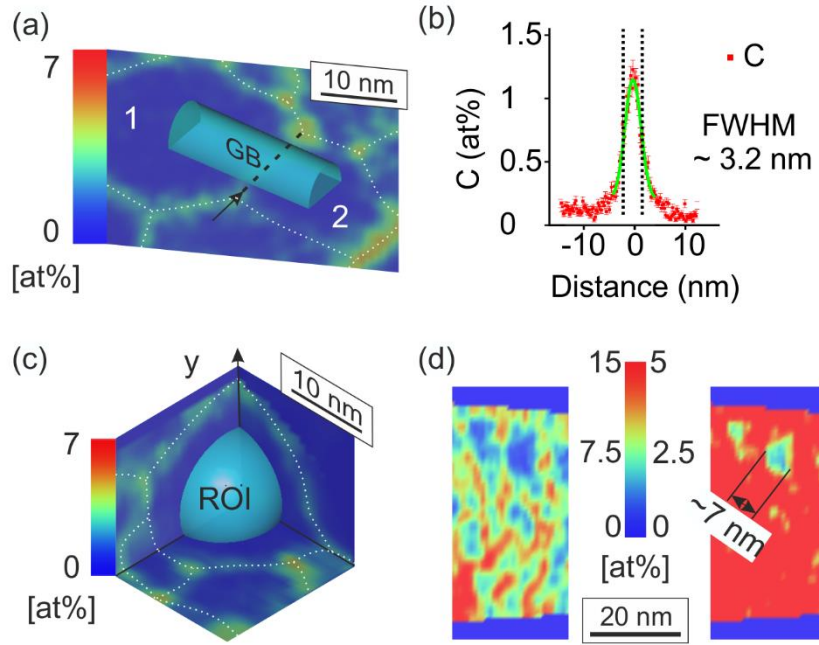 (a)
7
0
[at%]
1
GB
2
10 nm
(b)
1.5
1
0.5
0
C (at%)
C
FWHM
~ 3.2 nm
-10 0 10
Distance (nm)
(c)
y
10 nm
7
0
[at%]
ROI
(d)
15 5
7.5 2.5
0 0
[at%]
~7 nm
20 nm